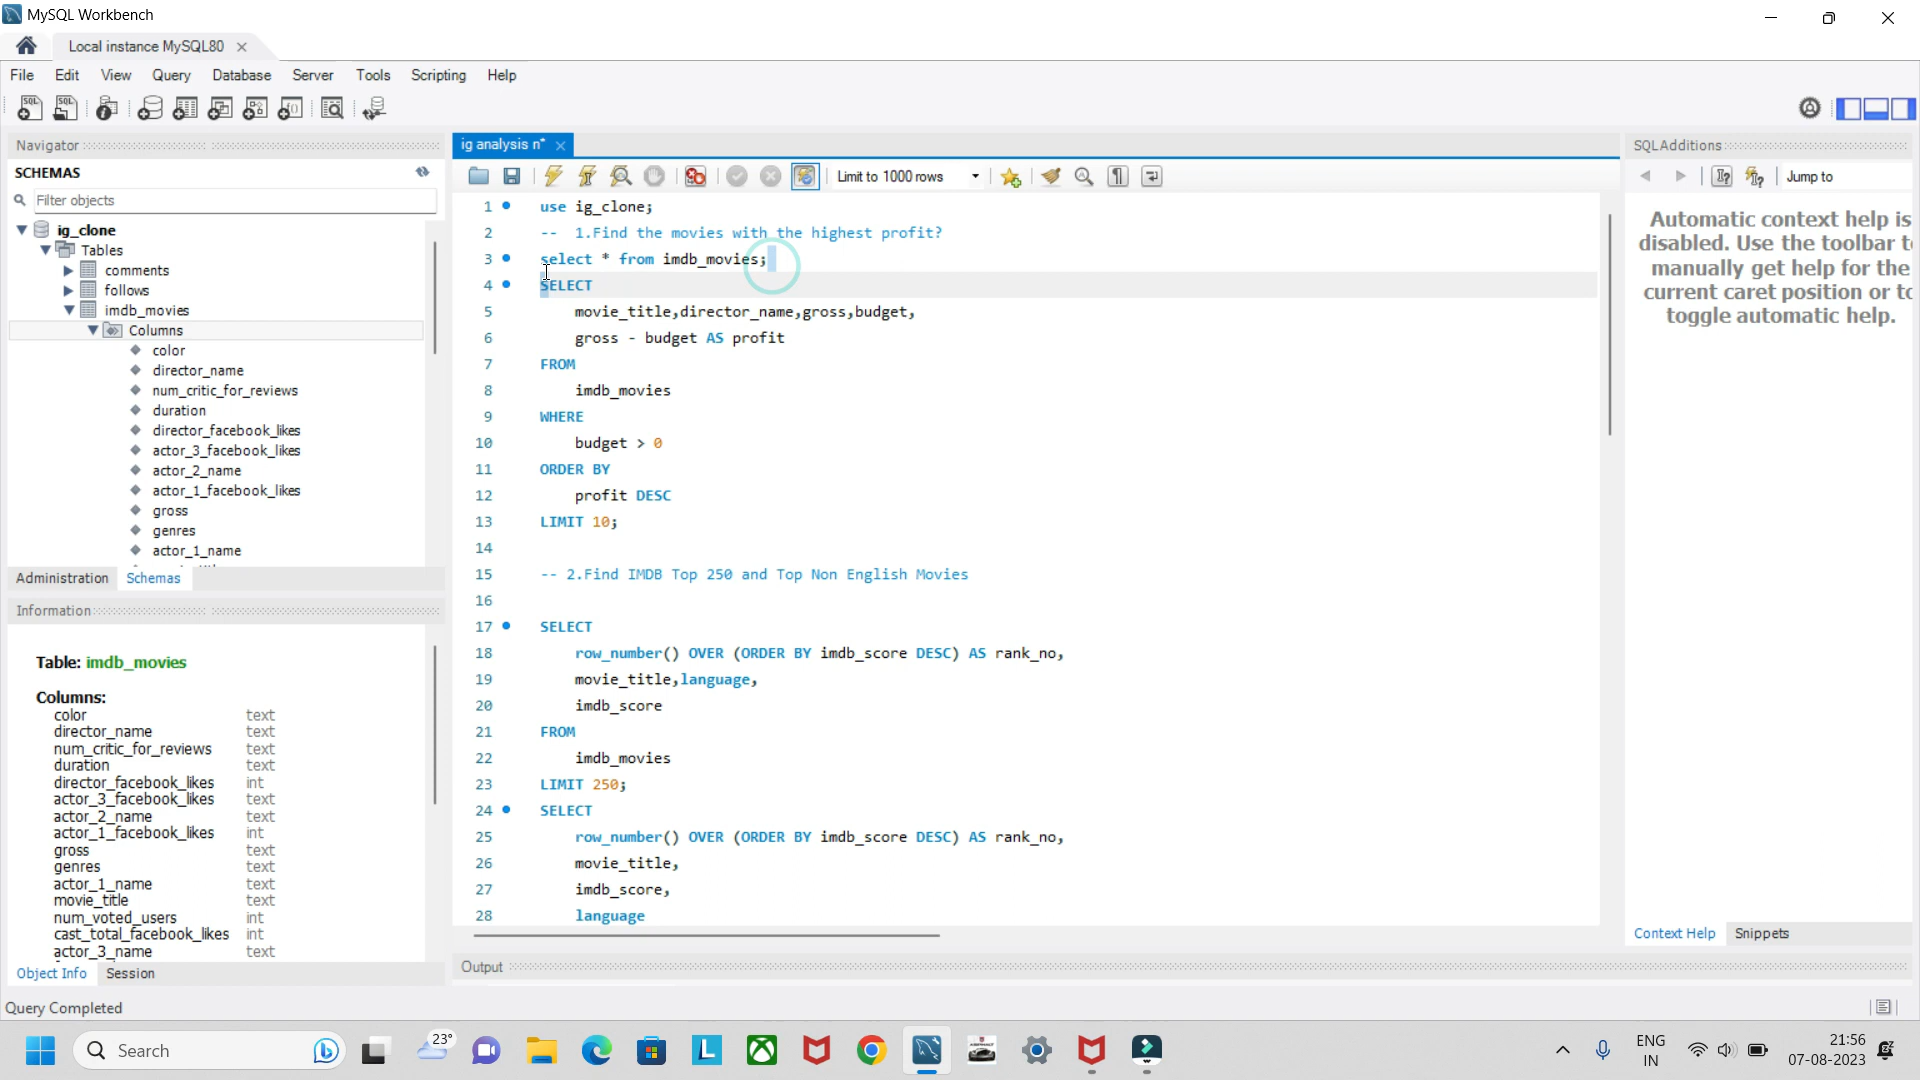 MySQL Workbench
Local instance MySQL80
File Edit View Query Database Server Tools Scripting Help
Navigator
SCHEMAS
Filter objects
ig_clone
Tables
comments
follows
imdb_movies
Columns
color
director_name
num_critic_for_reviews
duration
director_facebook_likes
actor_3_facebook_likes
actor_2_name
actor_1_facebook_likes
gross
genres
actor_1_name
Administration Schemas
Information
Table: imdb_movies
Columns:
color text
director_name text
num_critic_for_reviews text
duration text
director_facebook_likes int
actor_3_facebook_likes text
actor_2_name text
actor_1_facebook_likes int
gross text
genres text
actor_1_name text
movie_title text
num_voted_users int
cast_total_facebook_likes int
actor_3_name text
Object Info Session
Query Completed
ig analysis n*
Limit to 1000 rows
1 use ig_clone;
2 -- 1.Find the movies with the highest profit?
3 select * from imdb_movies;
4 SELECT
5 movie_title,director_name,gross,budget,
6 gross - budget AS profit
7 FROM
8 imdb_movies
9 WHERE
10 budget > 0
11 ORDER BY
12 profit DESC
13 LIMIT 10;
14
15 -- 2.Find IMDB Top 250 and Top Non English Movies
16
17 SELECT
18 row_number() OVER (ORDER BY imdb_score DESC) AS rank_no,
19 movie_title,language,
20 imdb_score
21 FROM
22 imdb_movies
23 LIMIT 250;
24 SELECT
25 row_number() OVER (ORDER BY imdb_score DESC) AS rank_no,
26 movie_title,
27 imdb_score,
28 language
Output
SQLAdditions
Jump to
Automatic context help is
disabled. Use the toolbar t
manually get help for the
current caret position or to
toggle automatic help.
Context Help Snippets
Search
23°
ENG
IN
21:56
07-08-2023